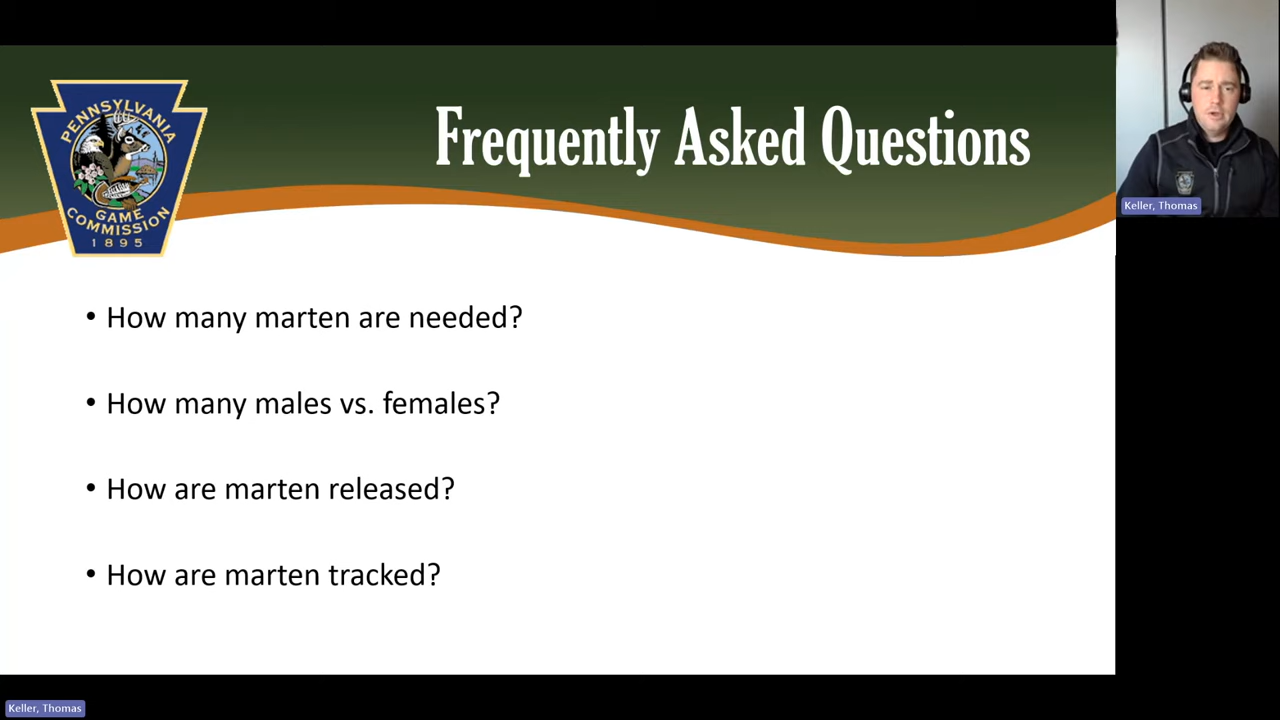 PENNSYLVANIA
GAME
COMMISSION
1895
Frequently Asked Questions
Keller, Thomas
• How many marten are needed?
• How many males vs. females?
• How are marten released?
• How are marten tracked?
Keller, Thomas